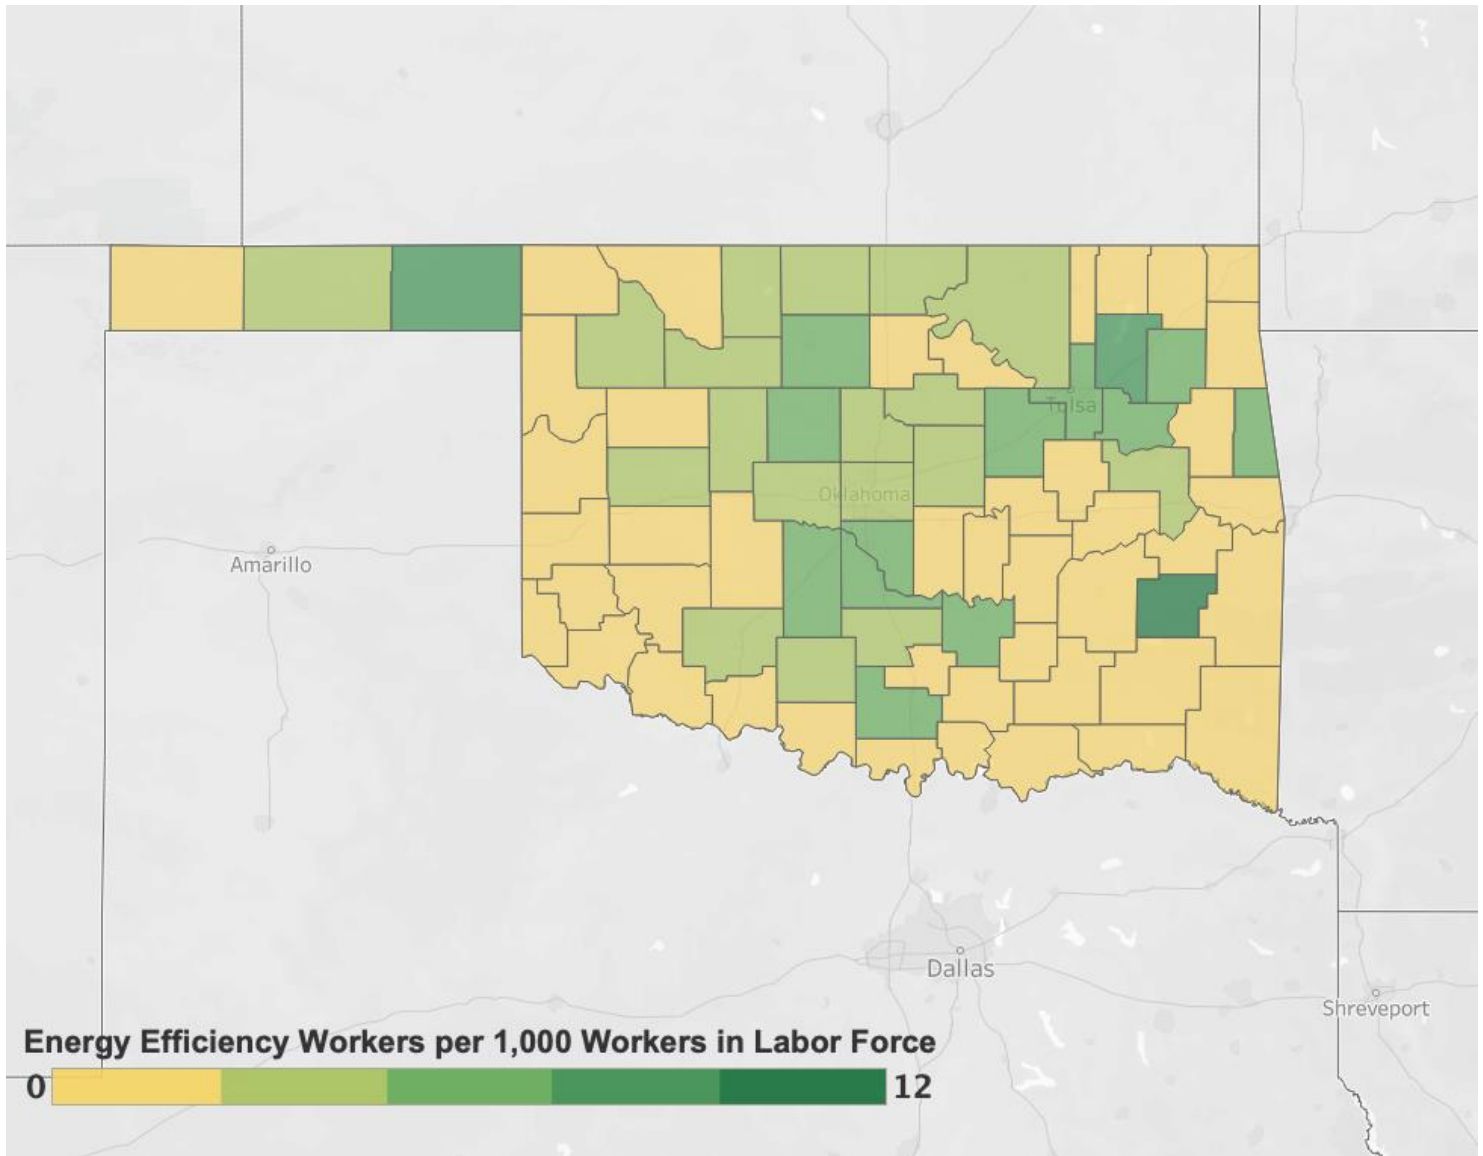 Tulsa
Oklahoma
Amarillo
Dallas
Shreveport
Energy Efficiency Workers per 1,000 Workers in Labor Force
0 12